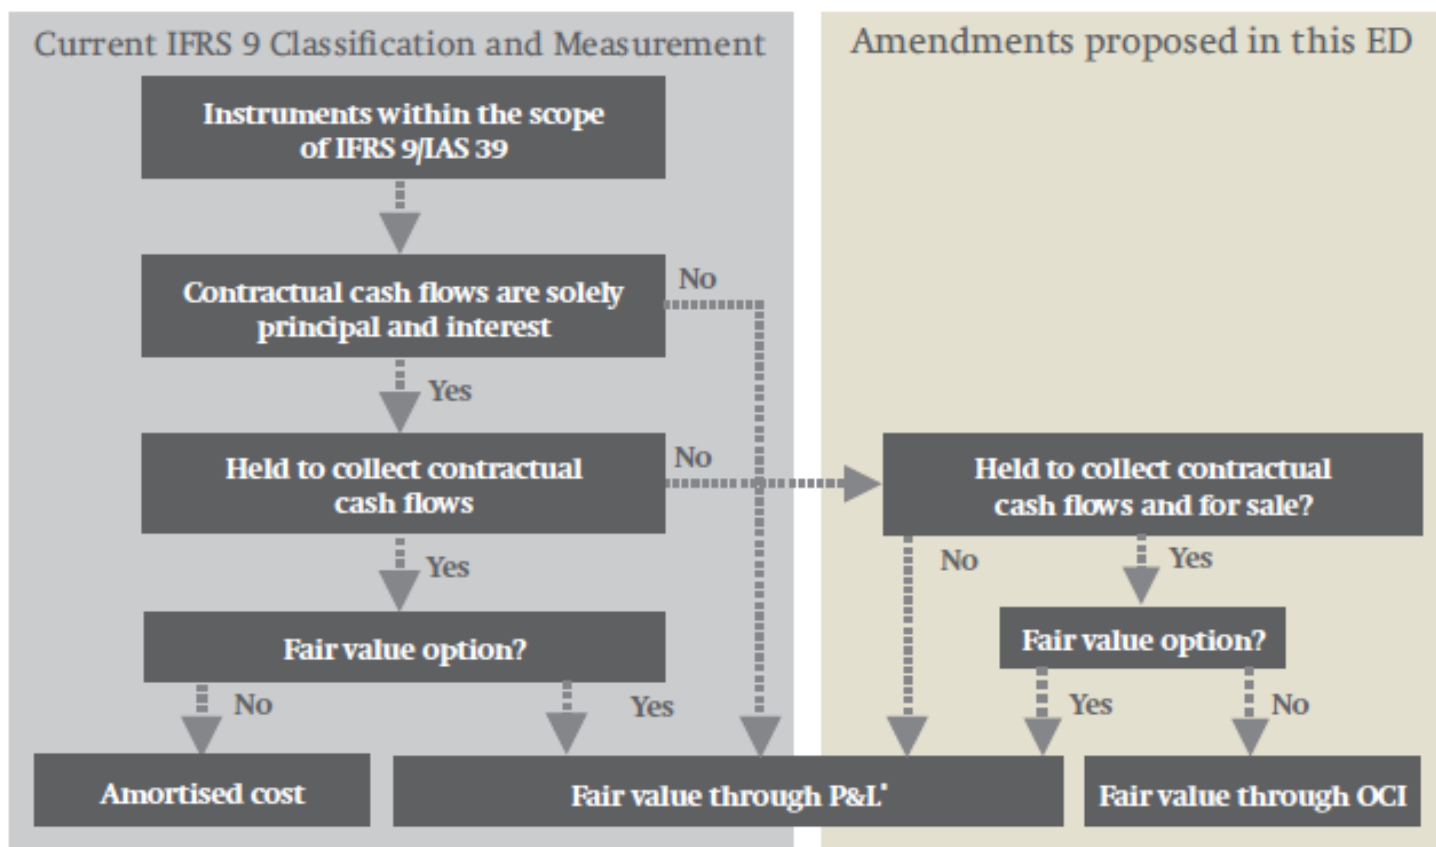 Current IFRS 9 Classification and Measurement
Amendments proposed in this ED
Instruments within the scope
of IFRS 9/IAS 39
Contractual cash flows are solely
principal and interest
No
Yes
Held to collect contractual
cash flows
No
Held to collect contractual
cash flows and for sale?
Yes
No
Yes
Fair value option?
Fair value option?
No
Yes
Yes
No
Amortised cost
Fair value through P&L*
Fair value through OCI